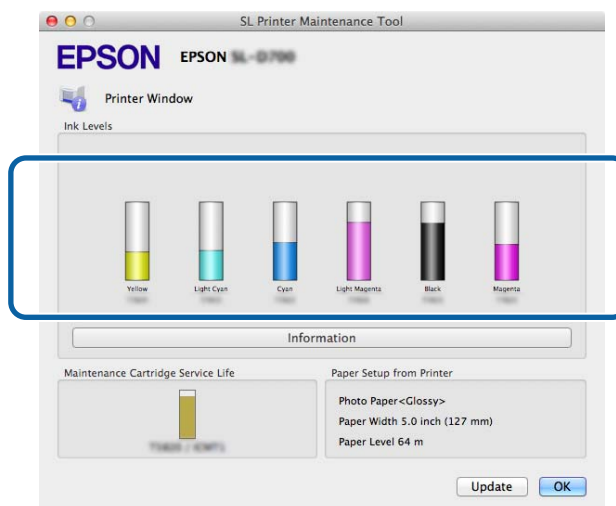 SL Printer Maintenance Tool
EPSON EPSON
Printer Window
Ink Levels
Yellow Light Cyan Cyan Light Magenta Black Magenta
Information
Maintenance Cartridge Service Life
Paper Setup from Printer
Photo Paper<Glossy>
Paper Width 5.0 inch (127 mm)
Paper Level 64 m
Update OK